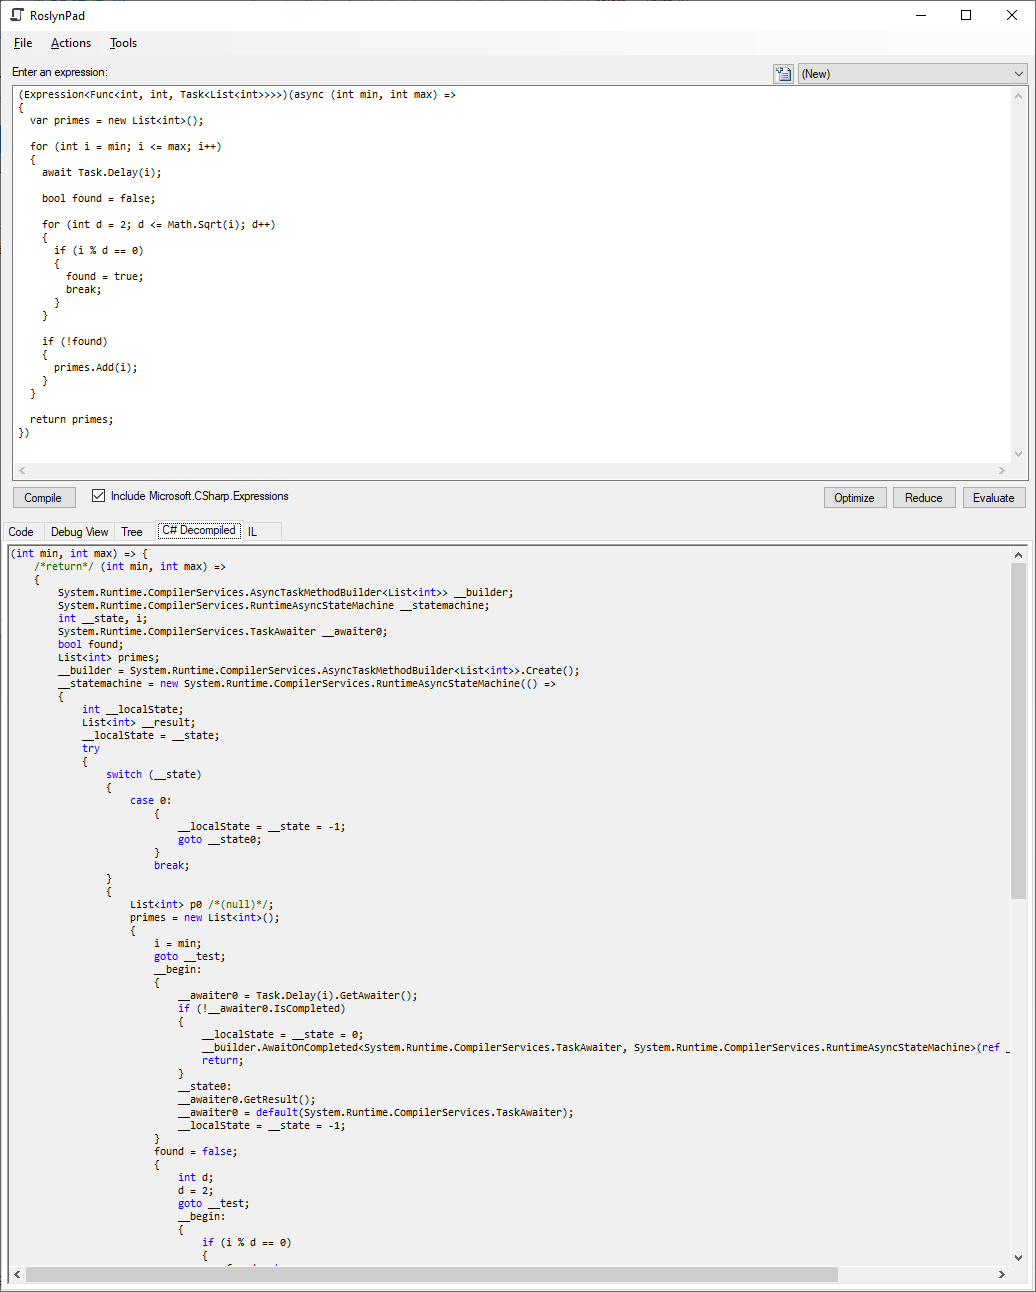 RoslynPad
File Actions Tools
Enter an expression: (New)
(Expression<Func<int, int, Task<List<int>>>>)(async (int min, int max) =>
{
  var primes = new List<int>();

  for (int i = min; i <= max; i++)
  {
    await Task.Delay(i);

    bool found = false;

    for (int d = 2; d <= Math.Sqrt(i); d++)
    {
      if (i % d == 0)
      {
        found = true;
        break;
      }
    }

    if (!found)
    {
      primes.Add(i);
    }
  }

  return primes;
})
Compile Include Microsoft.CSharp.Expressions Optimize Reduce Evaluate
Code Debug View Tree C# Decompiled IL
(int min, int max) => {
    /*return*/ (int min, int max) =>
    {
        System.Runtime.CompilerServices.AsyncTaskMethodBuilder<List<int>> __builder;
        System.Runtime.CompilerServices.RuntimeAsyncStateMachine __statemachine;
        int __state, i;
        System.Runtime.CompilerServices.TaskAwaiter __awaiter0;
        bool found;
        List<int> primes;
        __builder = System.Runtime.CompilerServices.AsyncTaskMethodBuilder<List<int>>.Create();
        __statemachine = new System.Runtime.CompilerServices.RuntimeAsyncStateMachine(() =>
        {
            int __localState;
            List<int> __result;
            __localState = __state;
            try
            {
                switch (__state)
                {
                    case 0:
                        {
                            __localState = __state = -1;
                            goto __state0;
                        }
                        break;
                }
                {
                    List<int> p0 /*(null)*/;
                    primes = new List<int>();
                    {
                        i = min;
                        goto __test;
                        __begin:
                        {
                            __awaiter0 = Task.Delay(i).GetAwaiter();
                            if (!__awaiter0.IsCompleted)
                            {
                                __localState = __state = 0;
                                __builder.AwaitOnCompleted<System.Runtime.CompilerServices.TaskAwaiter, System.Runtime.CompilerServices.RuntimeAsyncStateMachine>(ref _
                                return;
                            }
                            __state0:
                            __awaiter0.GetResult();
                            __awaiter0 = default(System.Runtime.CompilerServices.TaskAwaiter);
                            __localState = __state = -1;
                        }
                        found = false;
                        {
                            int d;
                            d = 2;
                            goto __test;
                            __begin:
                            {
                                if (i % d == 0)
                                {